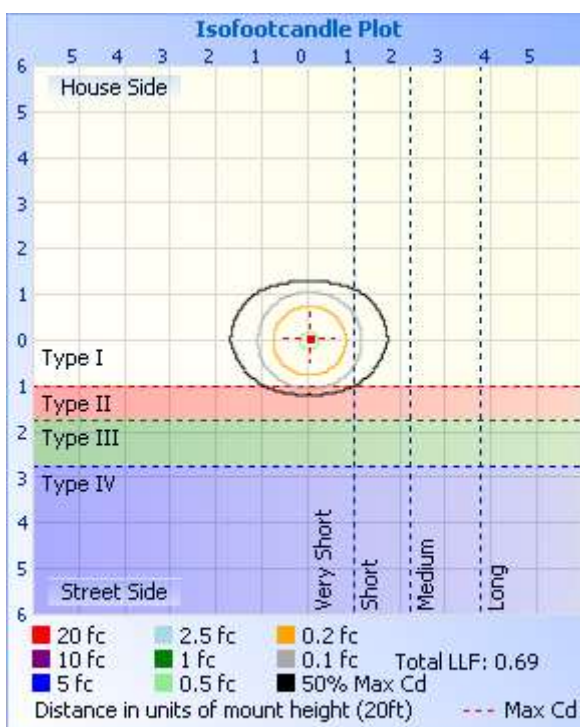 Isofootcandle Plot
5 4 3 2 1 0 1 2 3 4 5
6
House Side
5
4
3
2
1
0
Type I
1
Type II
2
Type III
3
Type IV
4
5
Very Short
Short
Medium
Long
Street Side
6
20 fc 2.5 fc 0.2 fc
10 fc 1 fc 0.1 fc Total LLF: 0.69
5 fc 0.5 fc 50% Max Cd
Distance in units of mount height (20ft) --- Max Cd